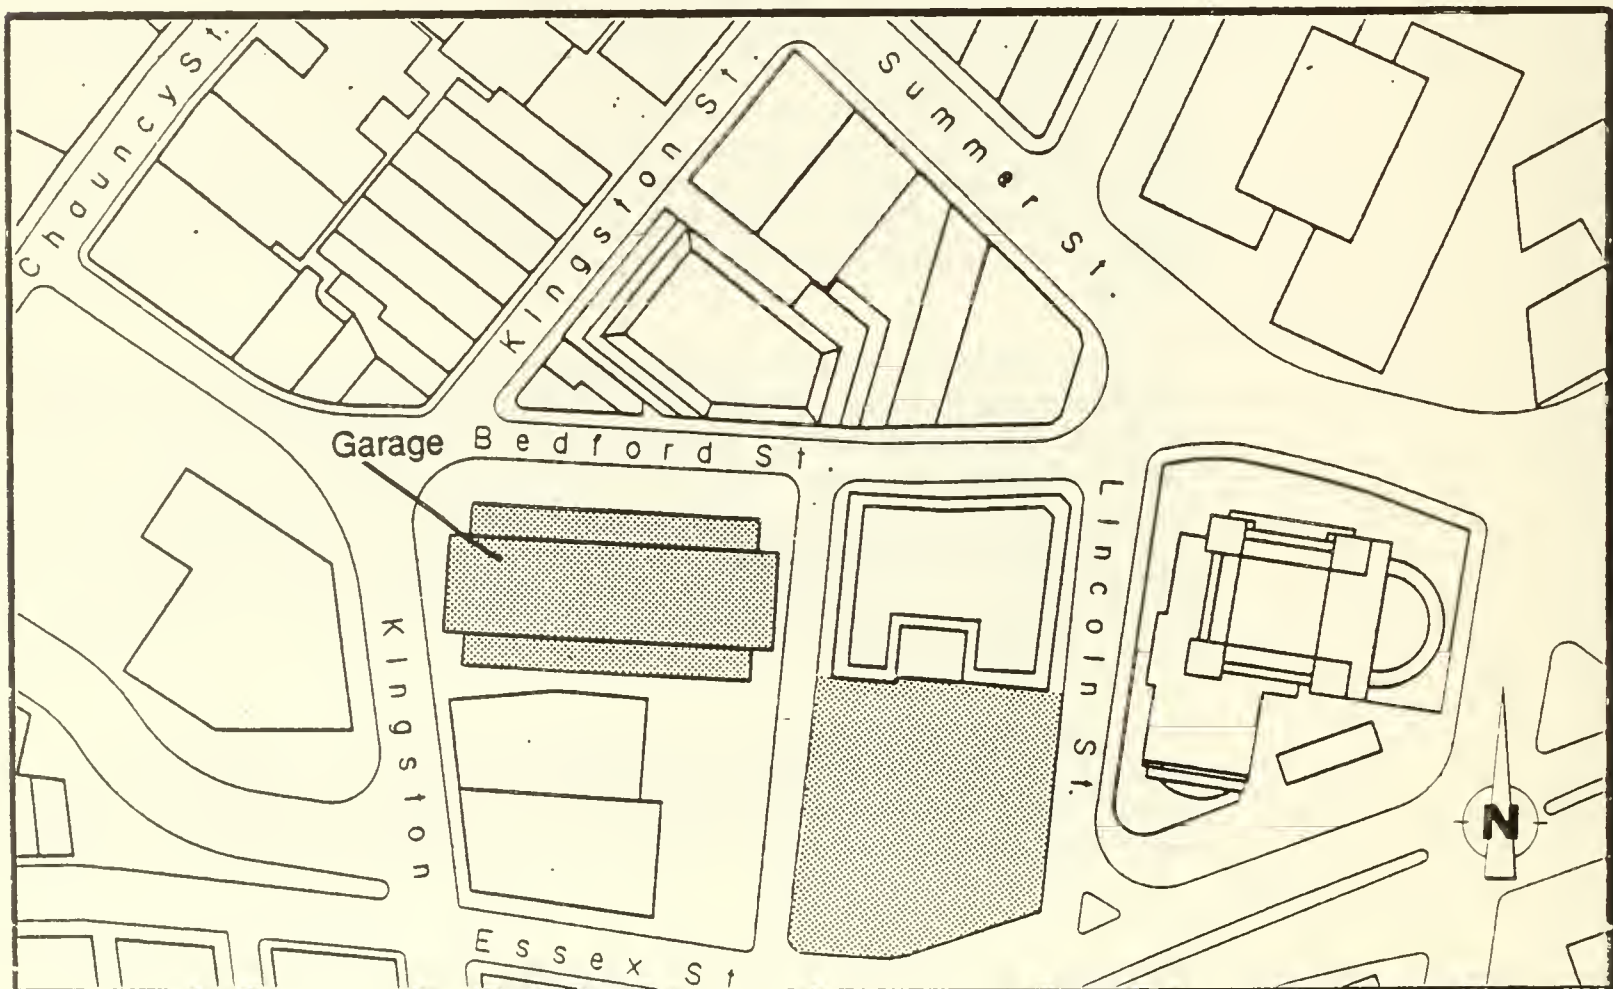 Chauncy St.
Kingston St.
Summer St.
Garage
Bedford St.
Lincoln St.
Kingston
N
Essex St